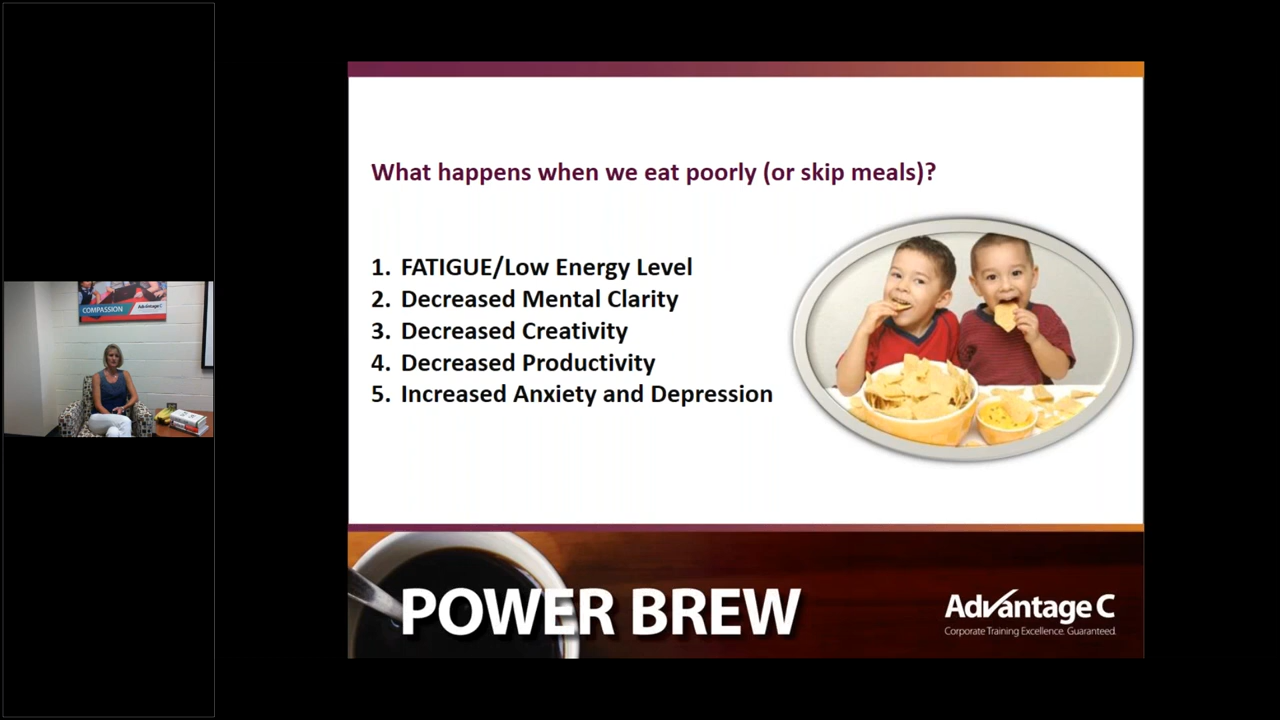 COMPASSION
Advantage C
What happens when we eat poorly (or skip meals)?
1. FATIGUE/Low Energy Level
2. Decreased Mental Clarity
3. Decreased Creativity
4. Decreased Productivity
5. Increased Anxiety and Depression
POWER BREW
Advantage C
Corporate Training Excellence. Guaranteed.